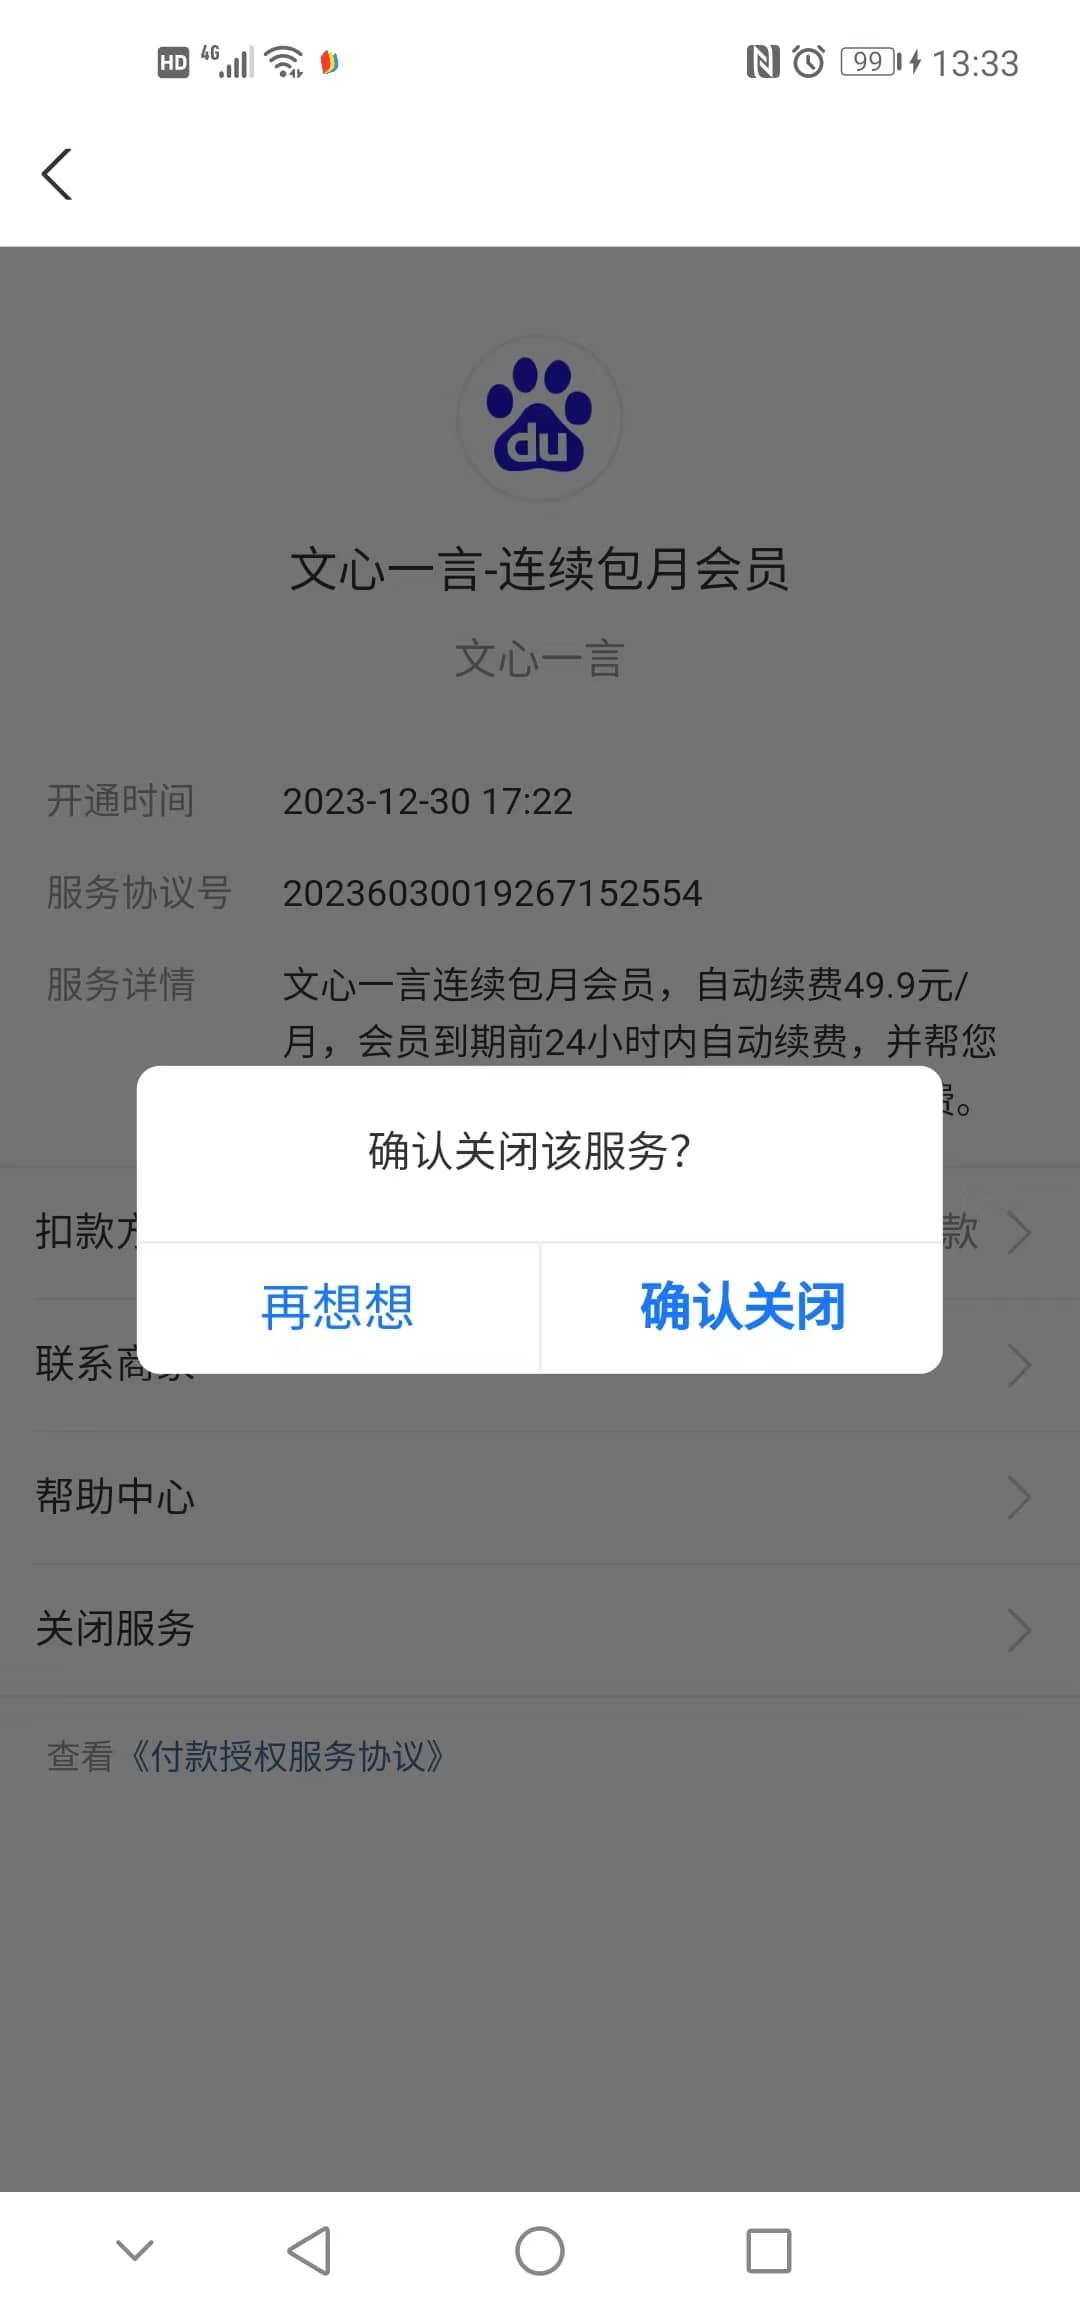 HD 4G 99 13:33
du
文心一言-连续包月会员
文心一言
开通时间 2023-12-30 17:22
服务协议号 20236030019267152554
服务详情 文心一言连续包月会员，自动续费49.9元/
月，会员到期前24小时内自动续费，并帮您
费。
确认关闭该服务？
扣款方 款
再想想 确认关闭
联系商家
帮助中心
关闭服务
查看《付款授权服务协议》